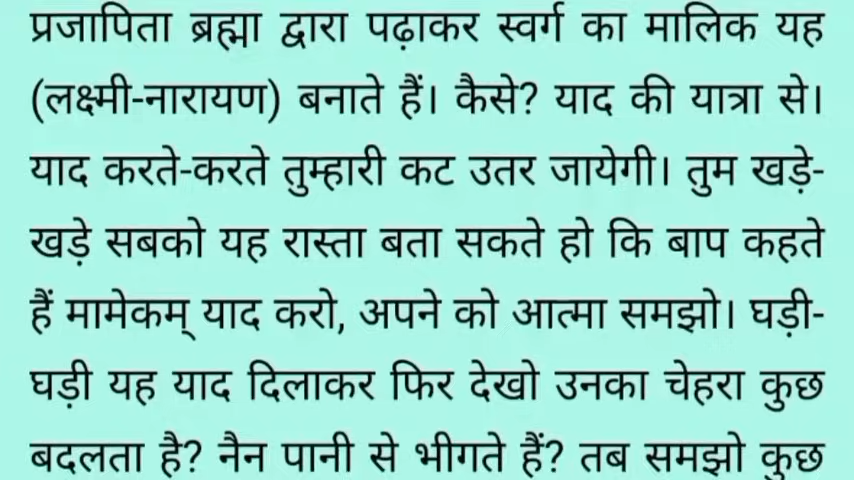 प्रजापिता ब्रह्मा द्वारा पढ़ाकर स्वर्ग का मालिक यह
(लक्ष्मी-नारायण) बनाते हैं। कैसे? याद की यात्रा से।
याद करते-करते तुम्हारी कट उतर जायेगी। तुम खड़े-
खड़े सबको यह रास्ता बता सकते हो कि बाप कहते
हैं मामेकम् याद करो, अपने को आत्मा समझो। घड़ी-
घड़ी यह याद दिलाकर फिर देखो उनका चेहरा कुछ
बदलता है? नैन पानी से भीगते हैं? तब समझो कुछ